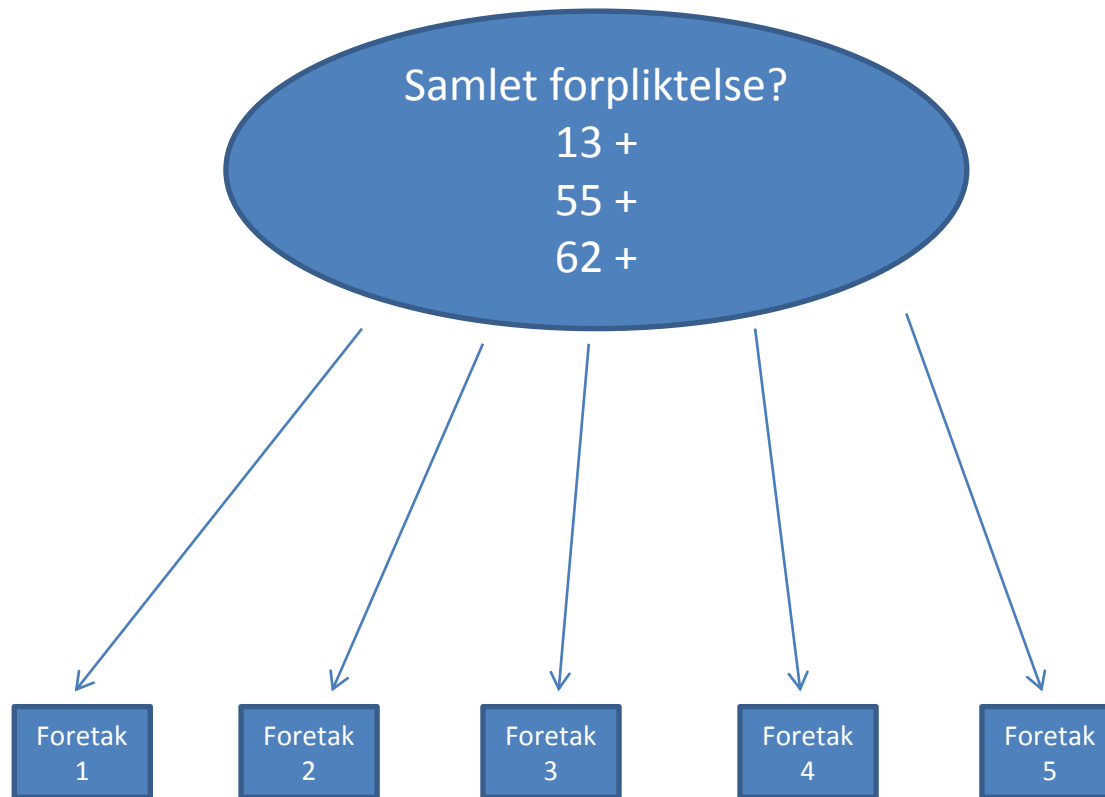 Samlet forpliktelse?
13 +
55 +
62 +
Foretak
1
Foretak
2
Foretak
3
Foretak
4
Foretak
5